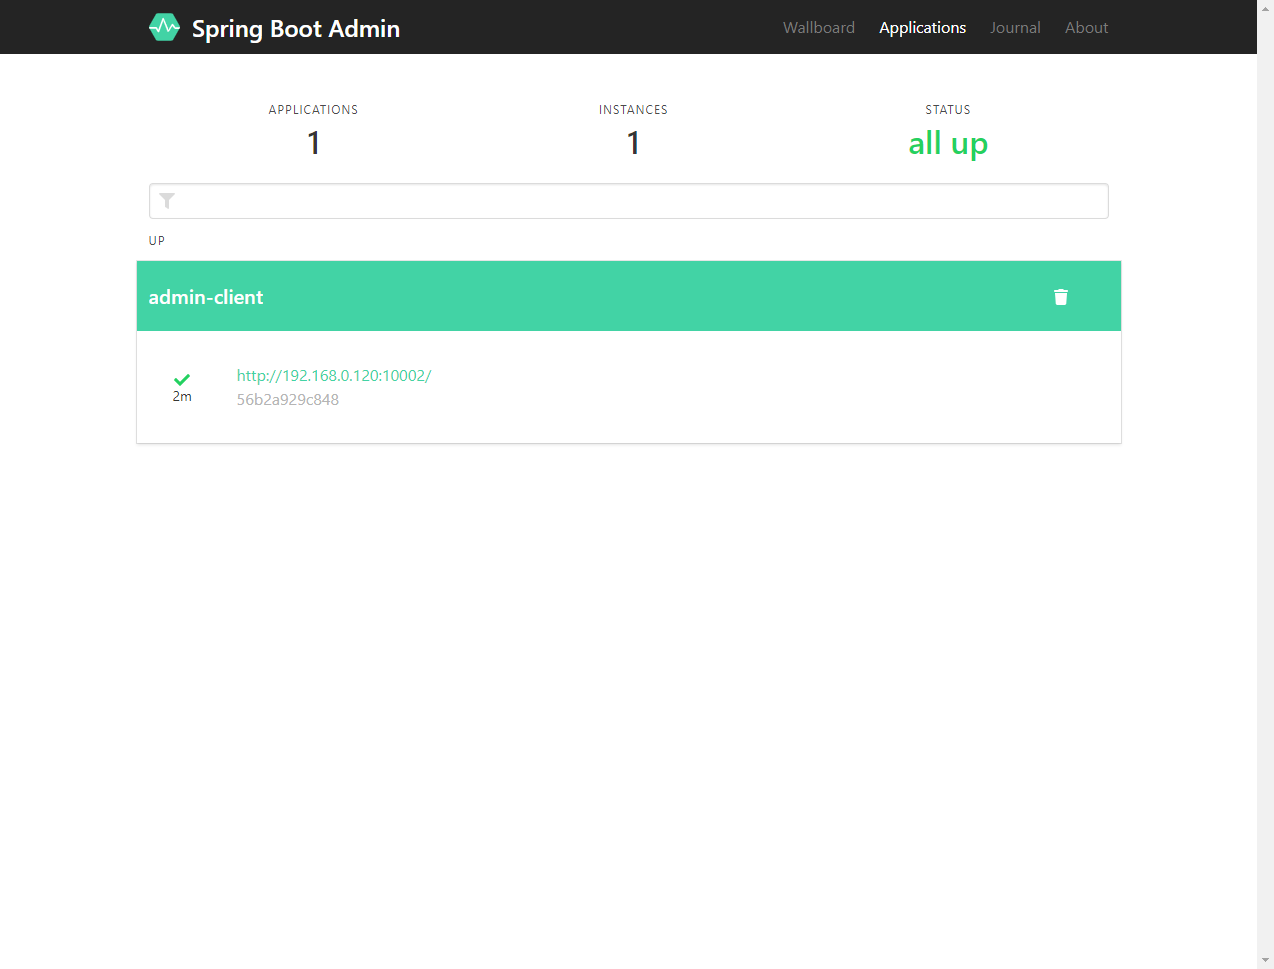 Spring Boot Admin
Wallboard Applications Journal About
APPLICATIONS INSTANCES STATUS
1 1 all up
UP
admin-client
http://192.168.0.120:10002/
2m
56b2a929c848